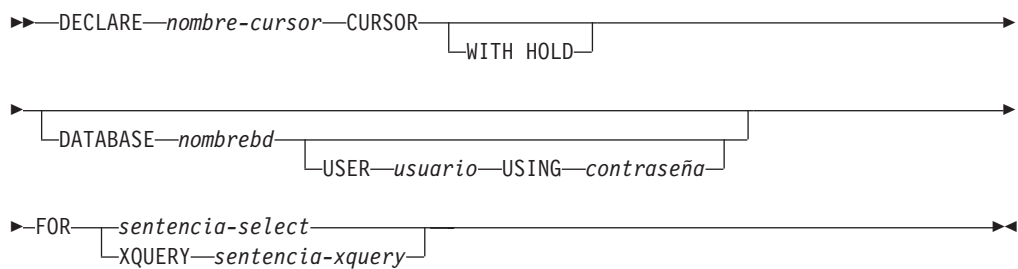 DECLARE nombre-cursor CURSOR
WITH HOLD
DATABASE nombrebd
USER usuario USING contraseña
FOR sentencia-select
XQUERY sentencia-xquery